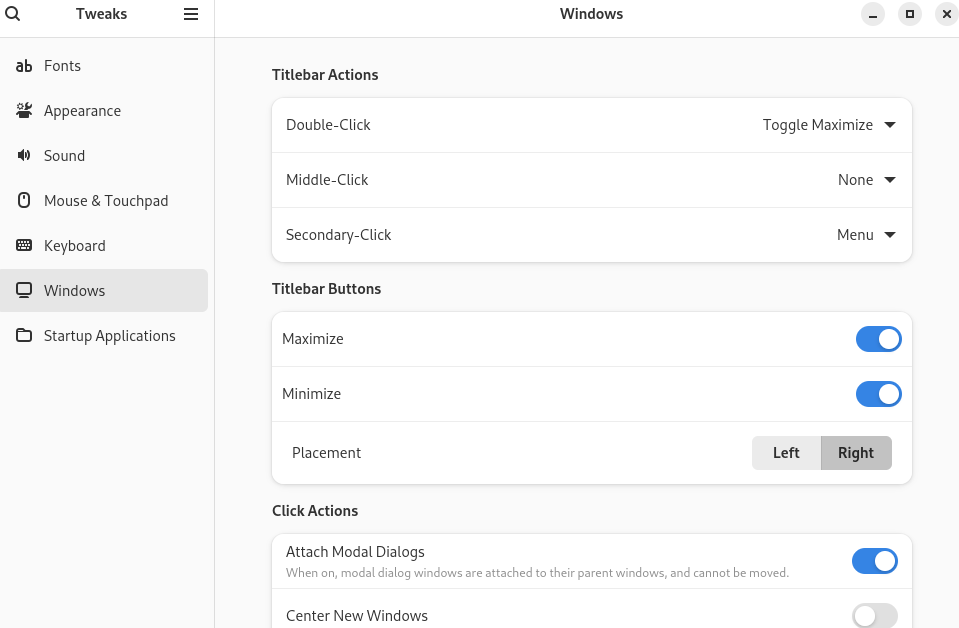 Tweaks
Windows
Fonts
Appearance
Sound
Mouse & Touchpad
Keyboard
Windows
Startup Applications
Titlebar Actions
Double-Click Toggle Maximize
Middle-Click None
Secondary-Click Menu
Titlebar Buttons
Maximize
Minimize
Placement Left Right
Click Actions
Attach Modal Dialogs
When on, modal dialog windows are attached to their parent windows, and cannot be moved.
Center New Windows